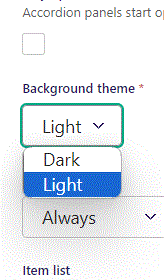 Accordion panels start o
Background theme *
Light
Dark
Light
Always
Item list